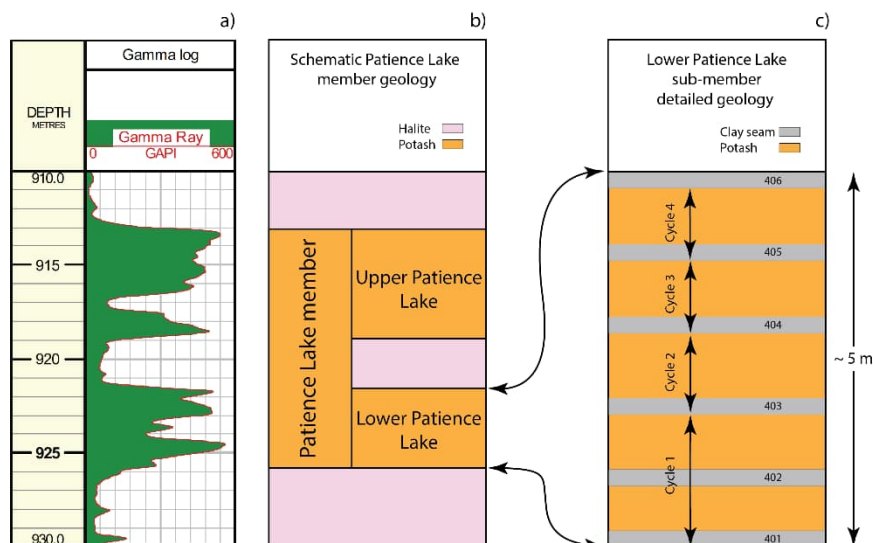 a)
Gamma log
DEPTH
METRES
Gamma Ray
0 GAPI 600
910.0
915
920
925
930.0
b)
Schematic Patience Lake
member geology
Halite
Potash
Patience Lake member
Upper Patience
Lake
Lower Patience
Lake
c)
Lower Patience Lake
sub-member
detailed geology
Clay seam
Potash
406
Cycle 4
405
Cycle 3
404
Cycle 2
403
Cycle 1
402
401
~ 5 m